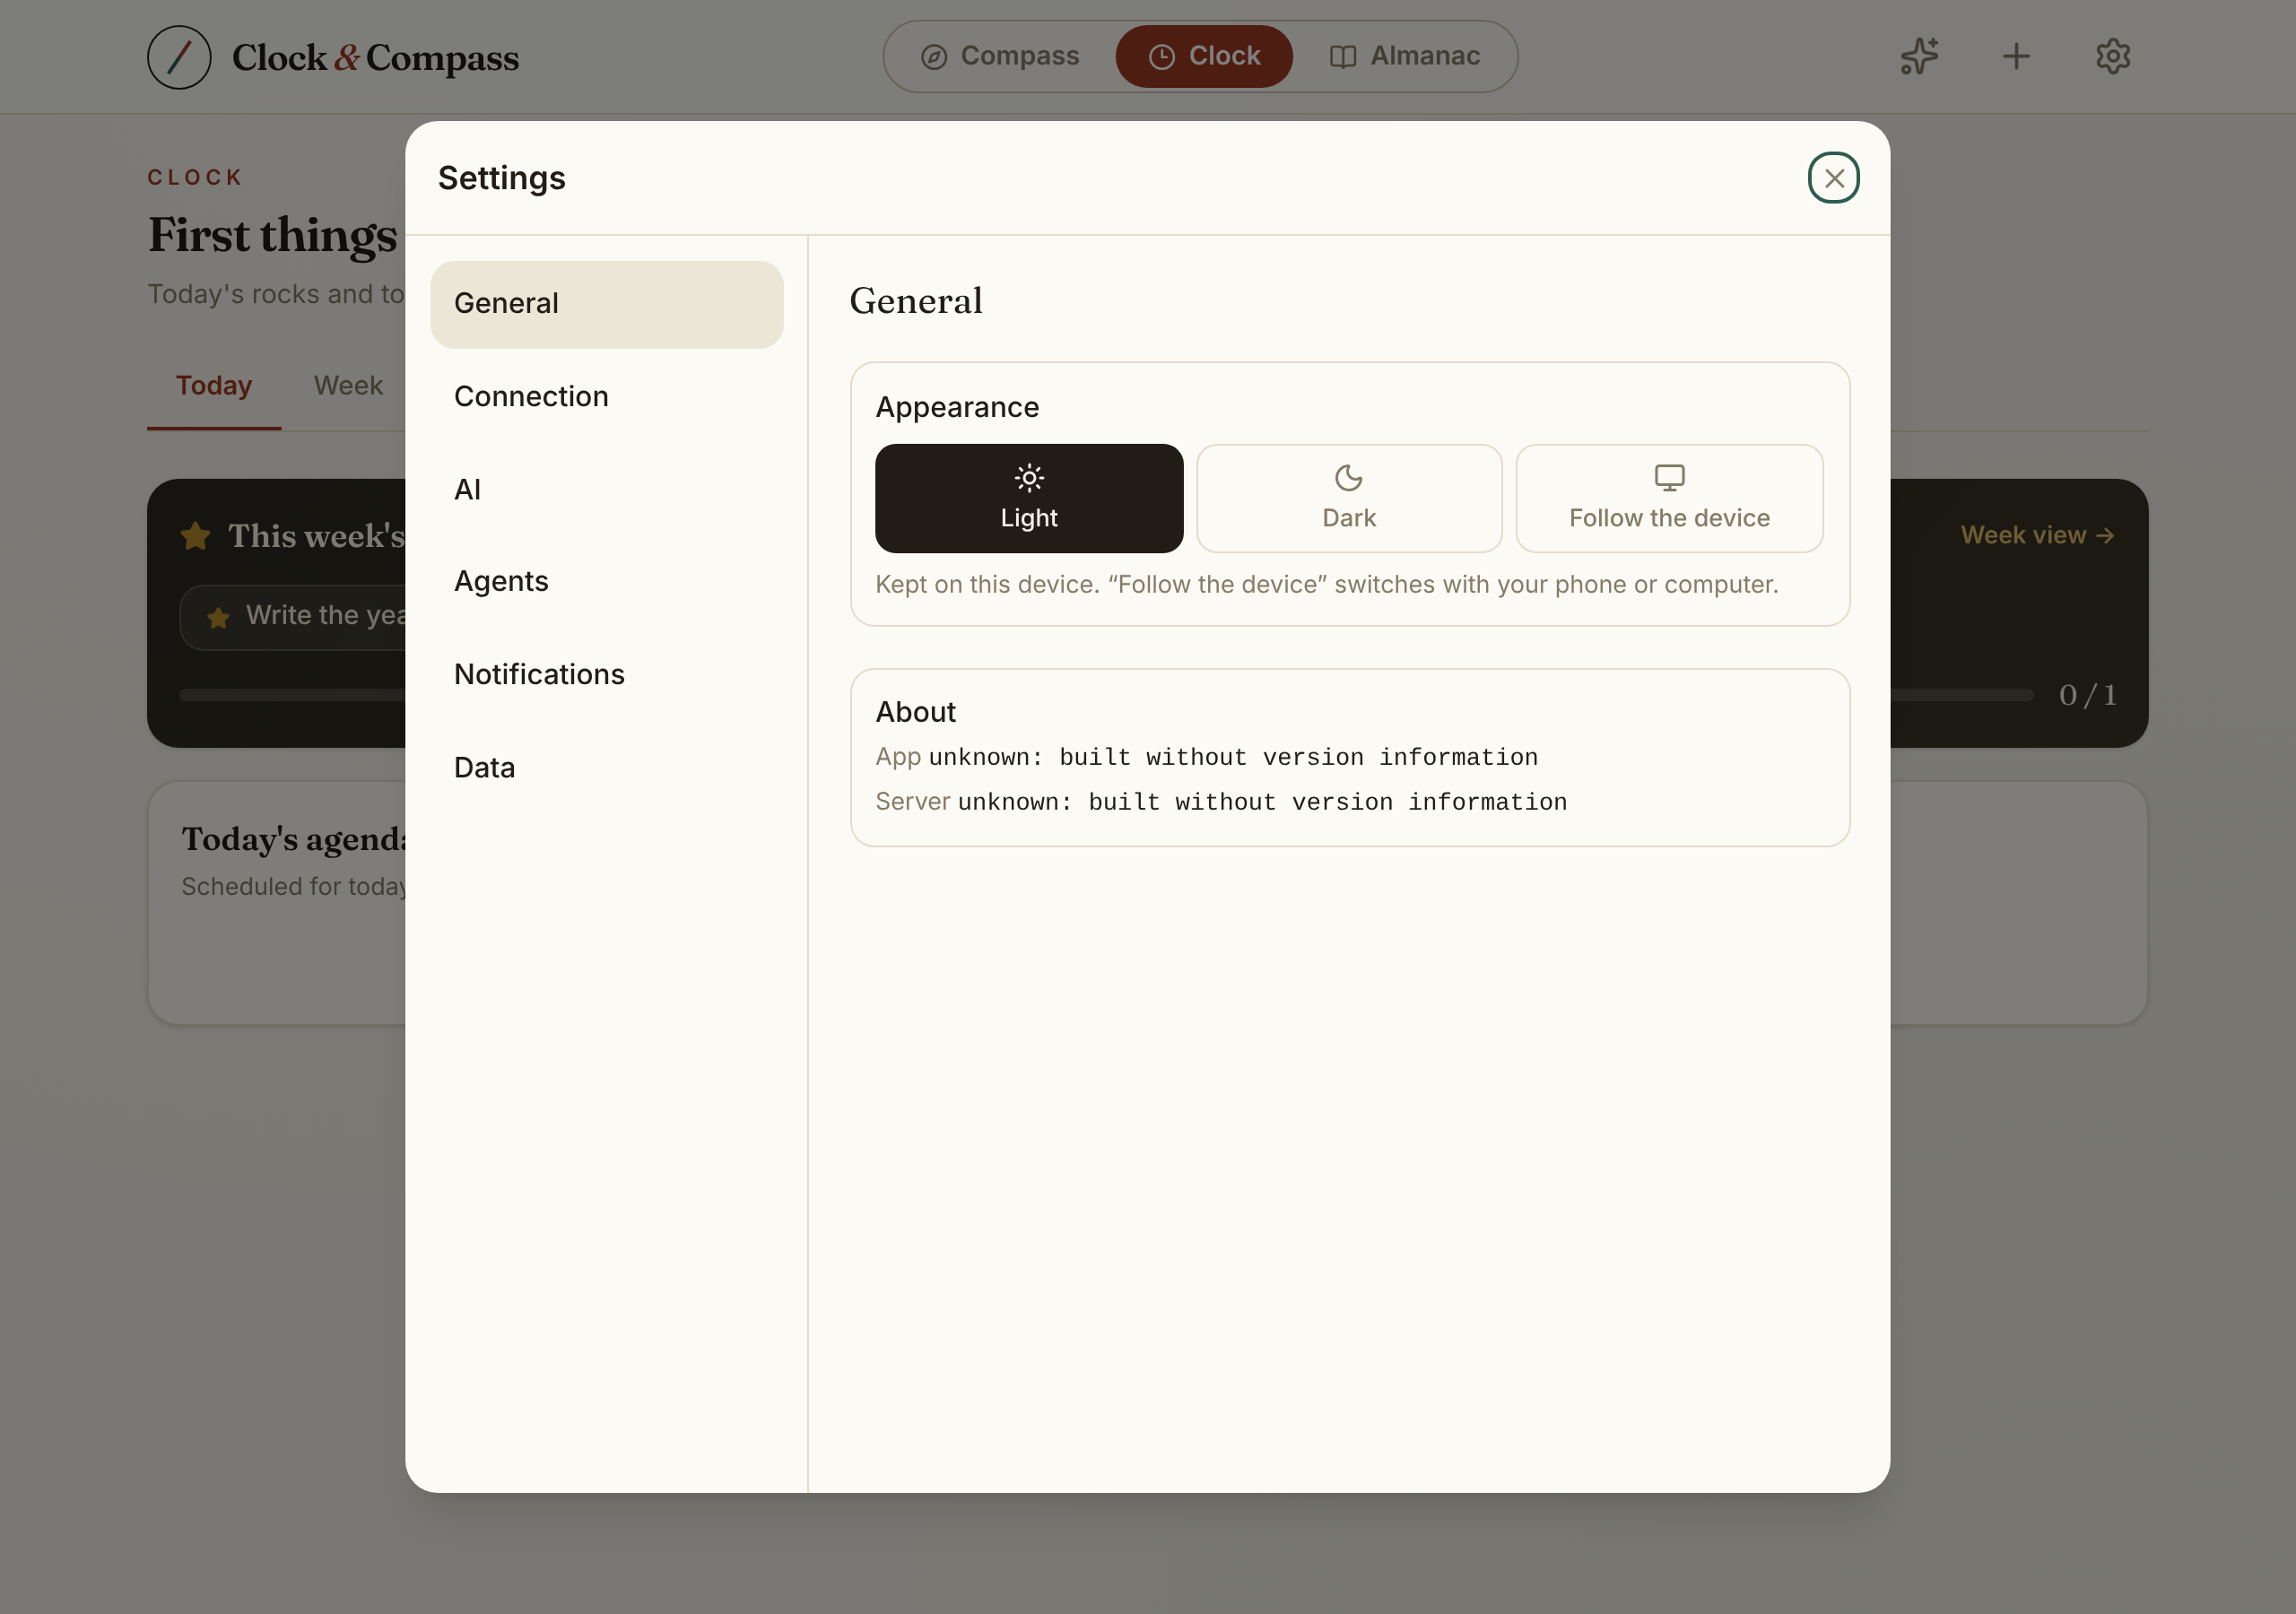 Clock & Compass
Compass
Clock
Almanac
CLOCK
First things
Today's rocks and to
Today
Week
This week's
Week view →
Write the yea
0 / 1
Today's agenda
Scheduled for today
Settings
General
Connection
AI
Agents
Notifications
Data
General
Appearance
Light
Dark
Follow the device
Kept on this device. “Follow the device” switches with your phone or computer.
About
App unknown: built without version information
Server unknown: built without version information